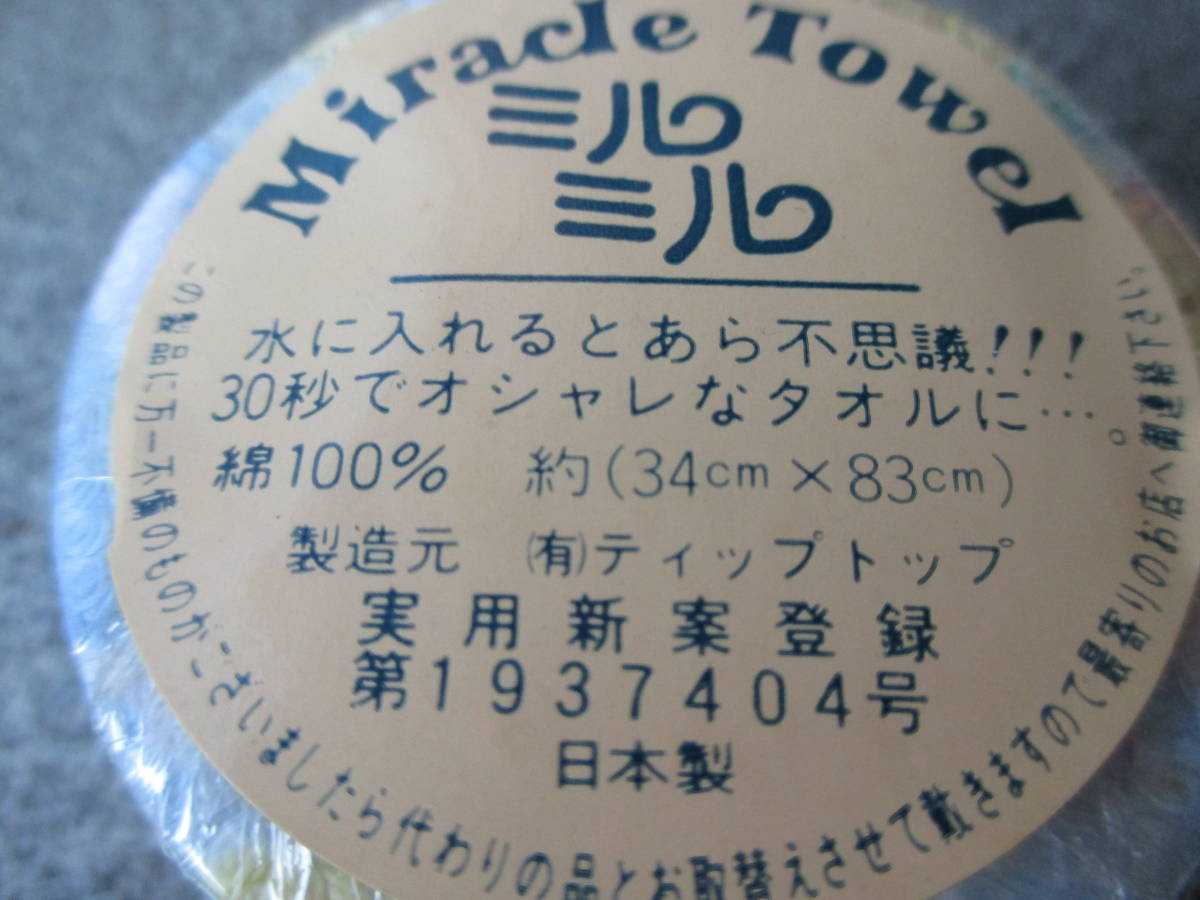 Miracle Towel
ミル
ミル
水に入れるとあら不思議!!!
30秒でオシャレなタオルに…。
綿100% 約(34cm×83cm)
製造元 ㈲ティップトップ
実用新案登録
第1937404号
日本製
この製品に万一不備のものがございましたら代わりの品とお取替えさせて戴きますので最寄りのお店へ御連絡下さい。